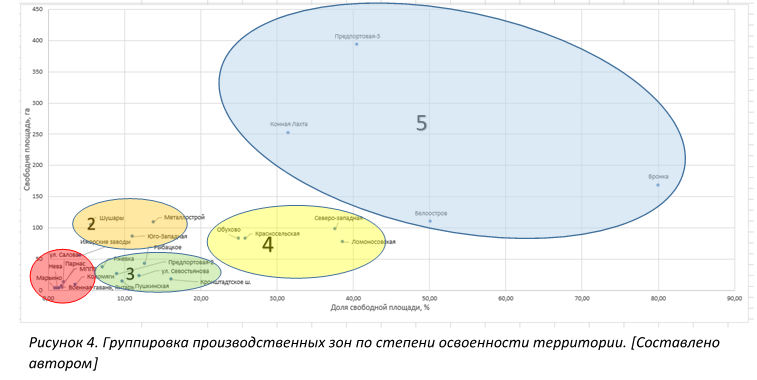 450
400
350
300
250
200
150
100
50
0
Свободня площадь, га
Предпортовая-3
5
Конная Лахта
Бронка
Белоостров
2
Шушары
Металлострой
Юго-Западная
Ижорские заводы
Северо-западная
Обухово
Красносельская
4
Ломоносовская
Рыбацкое
ул. Салова
Ржевка
Парнас
Нева
МППП
Марьино
Коломяги
3
Предпортовая-2
ул. Севостьянова
Пушкинская
Кронштадтское ш.
0,00 10,00 20,00 30,00 40,00 50,00 60,00 70,00 80,00 90,00
Доля свободной площади, %
Рисунок 4. Группировка производственных зон по степени освоенности территории. [Составлено
автором]